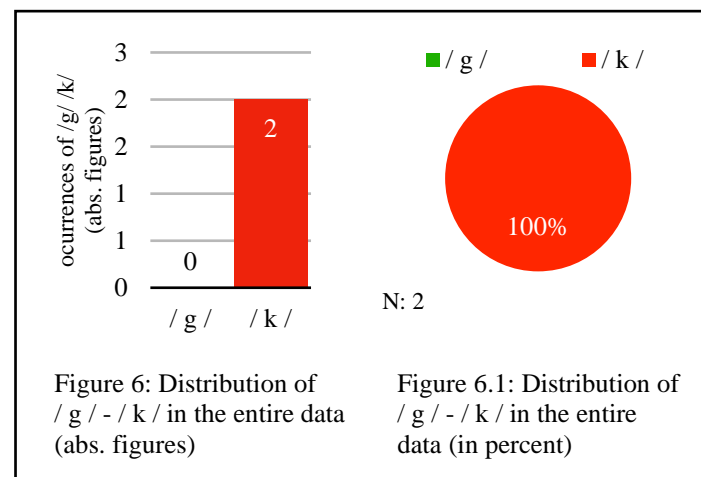 3
2
2
1
1
0
ocurrences of /g/ /k/
(abs. figures)
0
2
/ g /
/ k /
/ g /
/ k /
100%
N: 2
Figure 6: Distribution of
/ g / - / k / in the entire data
(abs. figures)
Figure 6.1: Distribution of
/ g / - / k / in the entire
data (in percent)